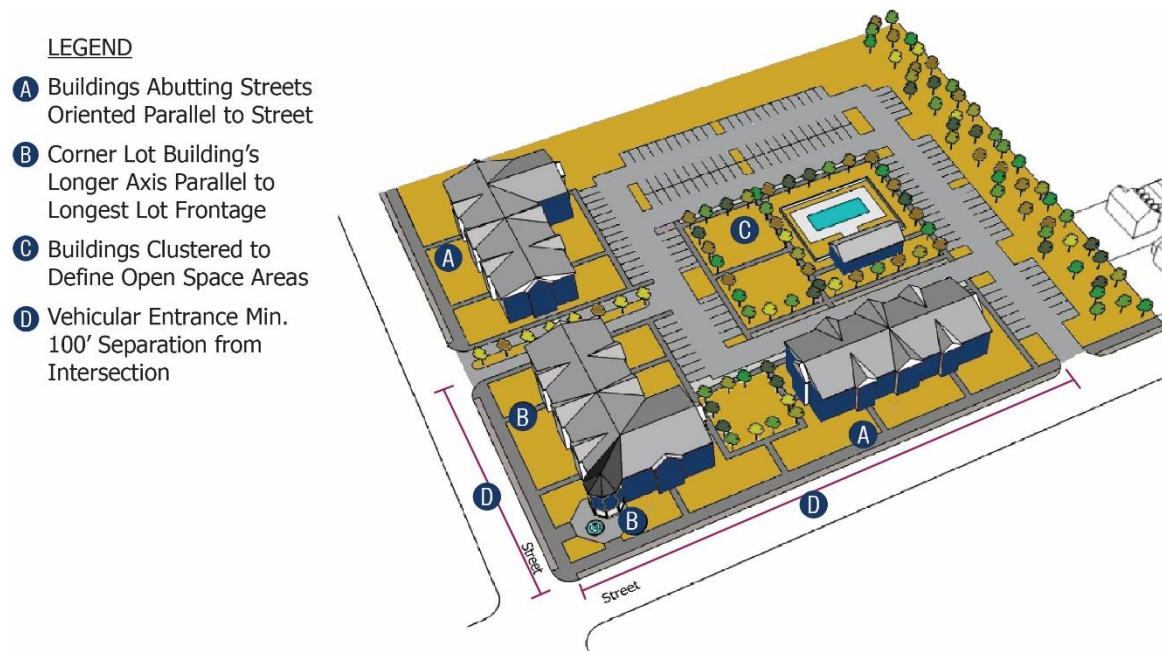 LEGEND
A Buildings Abutting Streets
Oriented Parallel to Street
B Corner Lot Building's
Longer Axis Parallel to
Longest Lot Frontage
C Buildings Clustered to
Define Open Space Areas
D Vehicular Entrance Min.
100' Separation from
Intersection
C
A
B
A
D
D
B
Street
Street